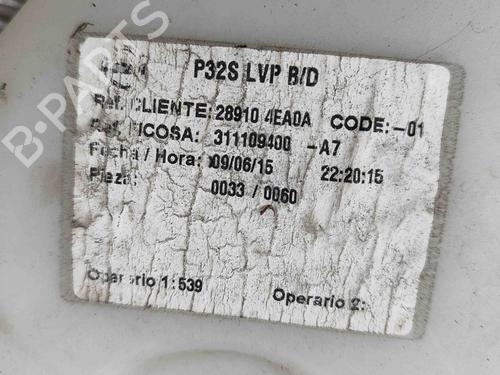 P32S LVP B/D
Ref. CLIENTE: 28910 4EA0A CODE:-01
Ref. FICOSA: 311109400 -A7
Fecha / Hora: 09/06/15 22:20:15
Pieza: 0033 / 0060
Operario 1: 539 Operario 2:
B-PARTS